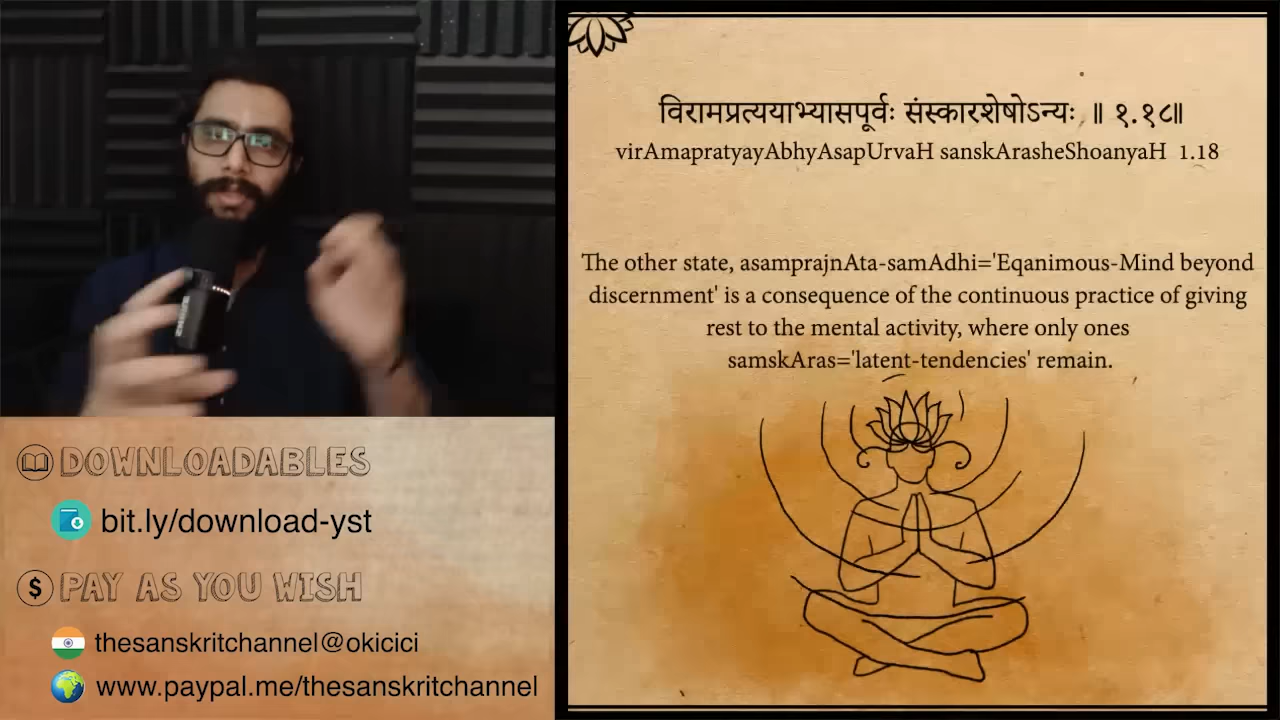 विरामप्रत्ययाभ्यासपूर्वः संस्कारशेषोऽन्यः ॥ १.१८॥
virAmapratyayAbhyAsapUrvaH sanskArasheShoanyaH 1.18
The other state, asamprajnAta-samAdhi='Eqanimous-Mind beyond
discernment' is a consequence of the continuous practice of giving
rest to the mental activity, where only ones
samskAras='latent-tendencies' remain.
DOWNLOADABLES
bit.ly/download-yst
$ PAY AS YOU WISH
thesanskritchannel@okicici
www.paypal.me/thesanskritchannel